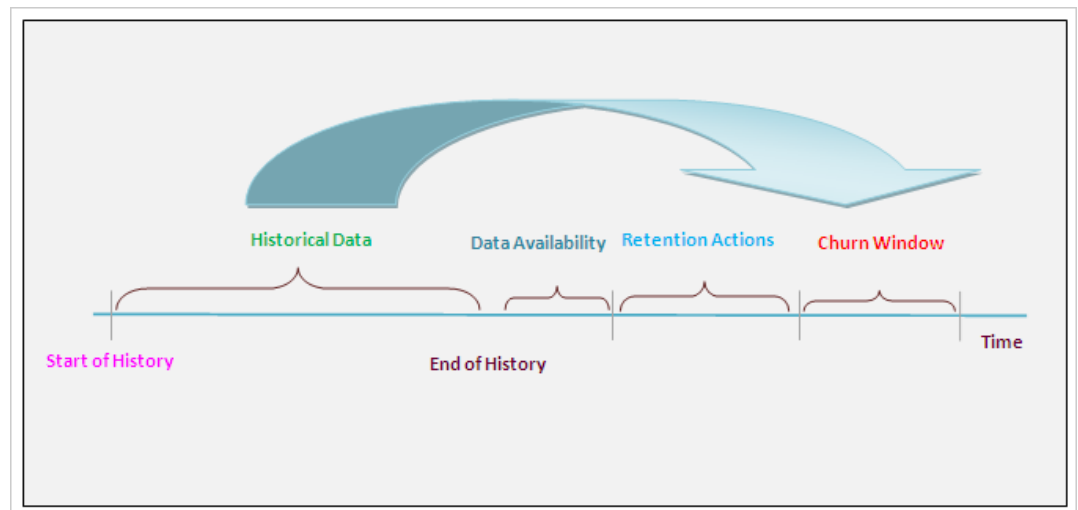 Historical Data
Data Availability
Retention Actions
Churn Window
Start of History
End of History
Time